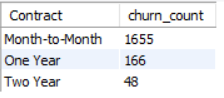 Contract churn_count
Month-to-Month 1655
One Year 166
Two Year 48